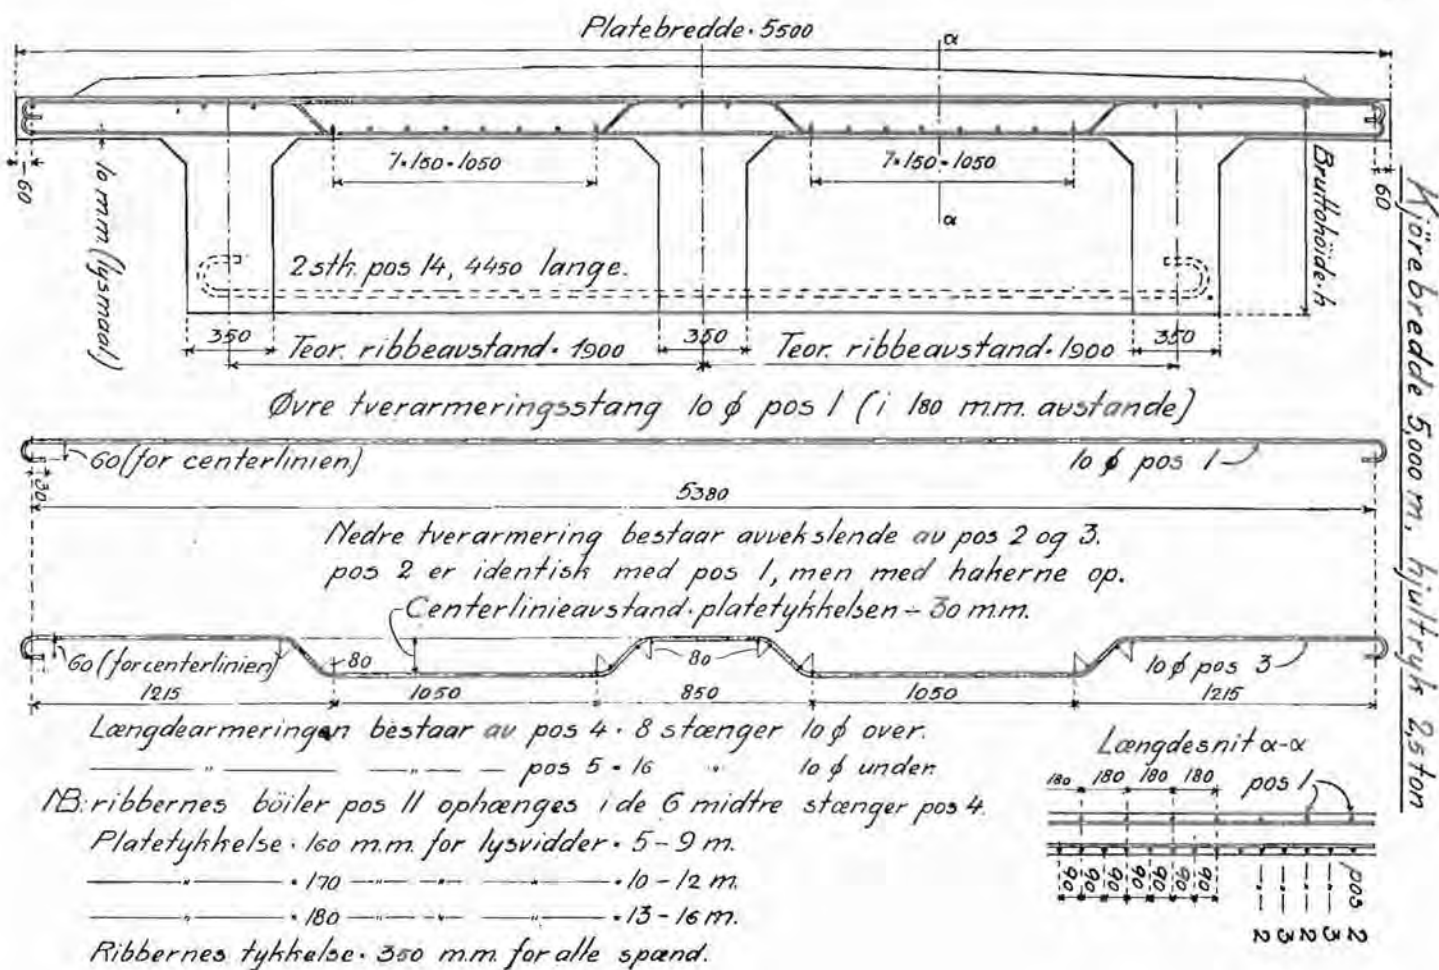 Platebredde · 5500
α
7·150·1050
7·150·1050
α
60
10 m.m (lysmaal)
60
Bruttohöide·h
2 stk. pos 14, 4450 lange.
350
350
350
Teor. ribbeavstand · 1900
Teor. ribbeavstand · 1900
Øvre tverarmeringsstang 10 ϕ pos 1 (i 180 m.m. avstande)
60 (for centerlinien)
10 ϕ pos 1
30
5380
Nedre tverarmering bestaar avvekslende av pos 2 og 3.
pos 2 er identisk med pos 1, men med hakerne op.
Centerlinieavstand · platetykkelsen ÷ 30 m.m.
60 (for centerlinien)
80
80
10 ϕ pos 3
1215
1050
850
1050
1215
Længdearmeringen bestaar av pos 4 · 8 stænger 10 ϕ over.
— " — — " — pos 5 · 16 " 10 ϕ under.
NB: ribbernes böiler pos 11 ophænges i de 6 midtre stænger pos 4.
Platetykkelse · 160 m.m. for lysvidder · 5 – 9 m.
— " — · 170 — " — " — " — · 10 – 12 m.
— " — · 180 — " — " — " — · 13 – 16 m.
Ribbernes tykkelse · 350 m.m. for alle spænd.
Længdesnit α-α
180 180 180 180
pos 1
90 90 90 90 90 90 90
pos 2
" 3
" 2
" 3
" 2
Kjörebredde 5,000 m, hjultryk 2,5 ton